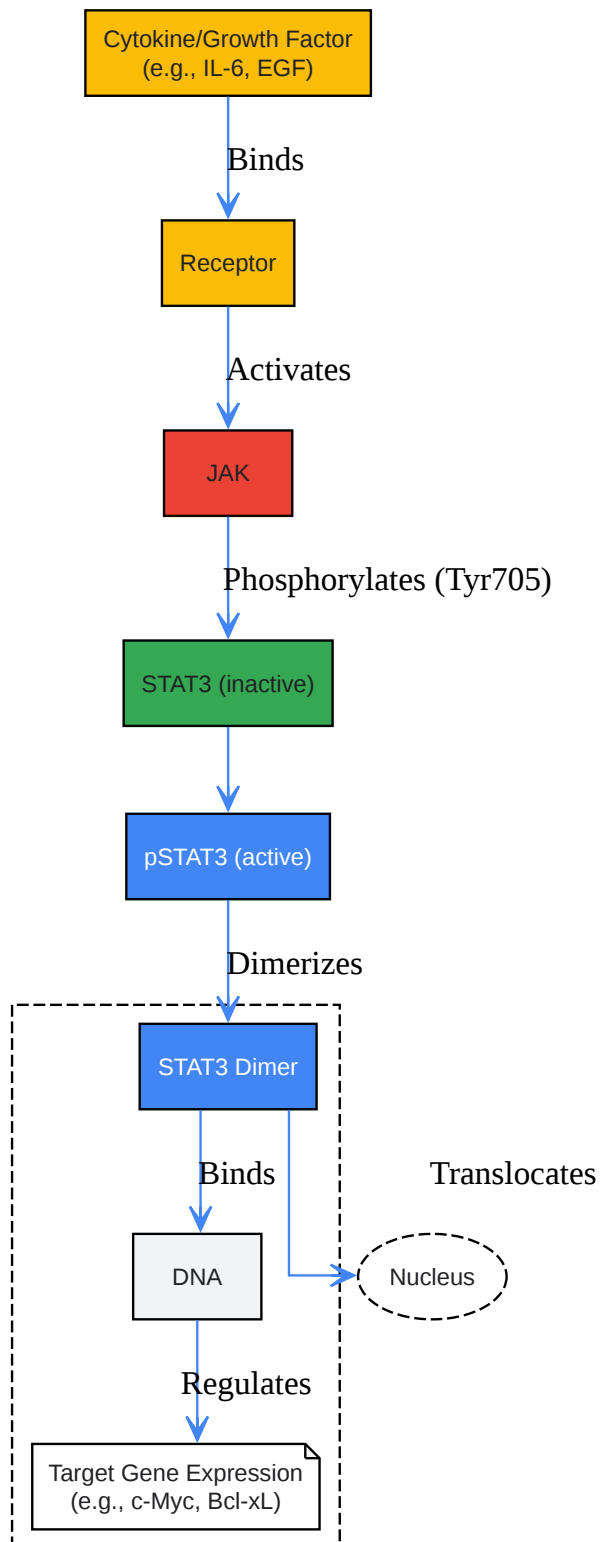 Cytokine/Growth Factor
(e.g., IL-6, EGF)
Binds
Receptor
Activates
JAK
Phosphorylates (Tyr705)
STAT3 (inactive)
pSTAT3 (active)
Dimerizes
STAT3 Dimer
Binds
Translocates
DNA
Nucleus
Regulates
Target Gene Expression
(e.g., c-Myc, Bcl-xL)